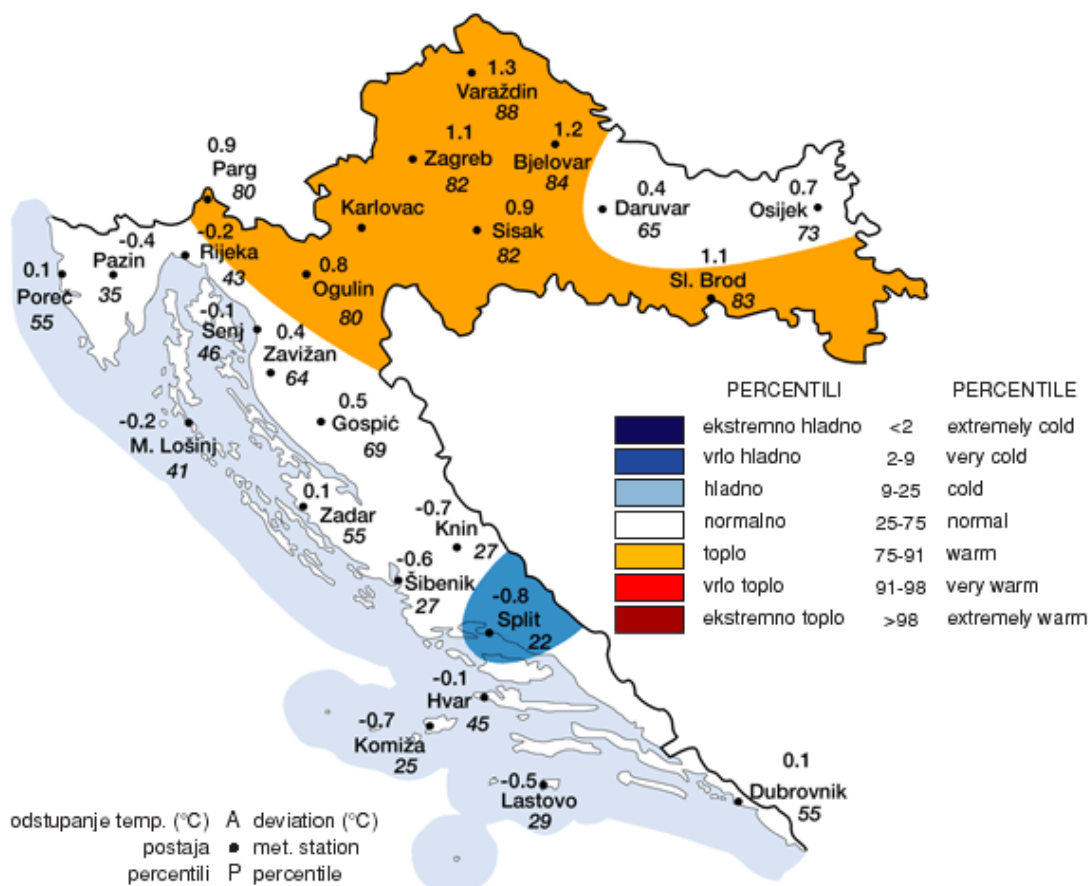 1.3
Varaždin
88
1.1
Zagreb
82
1.2
Bjelovar
84
0.9
Parg
80
0.4
Daruvar
65
0.7
Osijek
73
Karlovac
0.9
Sisak
82
-0.4
Pazin
35
-0.2
Rijeka
43
0.1
Poreč
55
0.8
Ogulin
80
1.1
Sl. Brod
83
-0.1
Senj
46
0.4
Zavižan
64
-0.2
M. Lošinj
41
0.5
Gospić
69
0.1
Zadar
55
-0.7
Knin
27
-0.6
Šibenik
27
-0.8
Split
22
-0.1
Hvar
45
-0.7
Komiža
25
-0.5
Lastovo
29
0.1
Dubrovnik
55
PERCENTILI PERCENTILE
ekstremno hladno <2 extremely cold
vrlo hladno 2-9 very cold
hladno 9-25 cold
normalno 25-75 normal
toplo 75-91 warm
vrlo toplo 91-98 very warm
ekstremno toplo >98 extremely warm
odstupanje temp. (°C) A deviation (°C)
postaja ● met. station
percentili P percentile